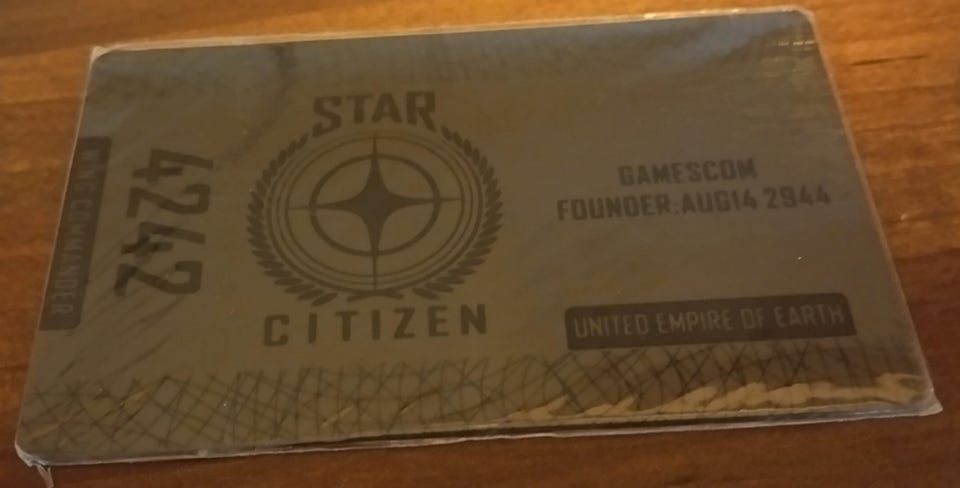 WING COMMANDER
4242
STAR
CITIZEN
GAMESCOM
FOUNDER:AUG14 2944
UNITED EMPIRE OF EARTH